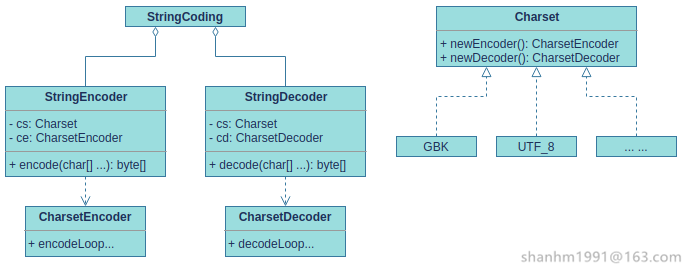 StringCoding
StringEncoder
- cs: Charset
- ce: CharsetEncoder
+ encode(char[] ...): byte[]
CharsetEncoder
+ encodeLoop...
StringDecoder
- cs: Charset
- cd: CharsetDecoder
+ decode(char[] ...): byte[]
CharsetDecoder
+ decodeLoop...
Charset
+ newEncoder(): CharsetEncoder
+ newDecoder(): CharsetDecoder
GBK
UTF_8
... ...
shanhm1991@163.com